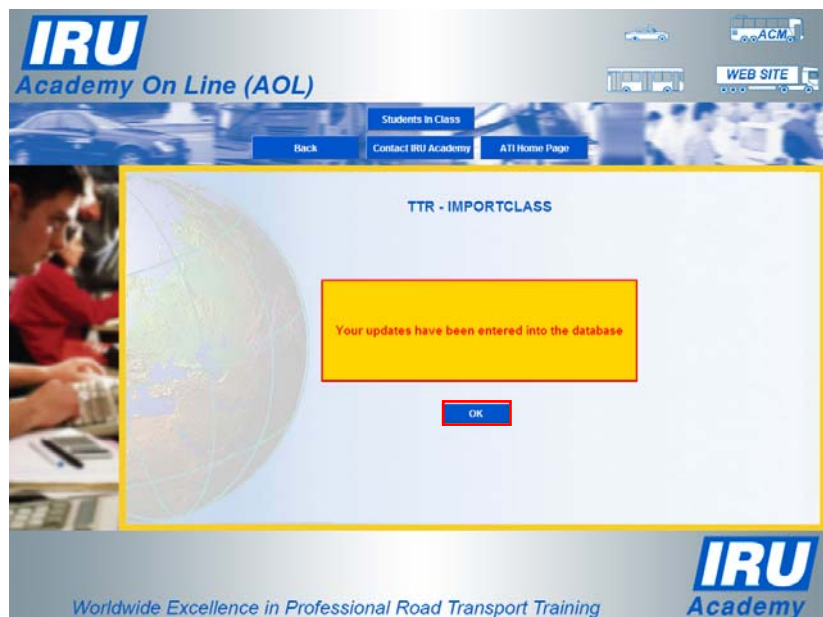 IRU
Academy On Line (AOL)
ACM
WEB SITE
Students In Class
Back
Contact IRU Academy
ATI Home Page
TTR - IMPORTCLASS
Your updates have been entered into the database
OK
IRU
Academy
Worldwide Excellence in Professional Road Transport Training